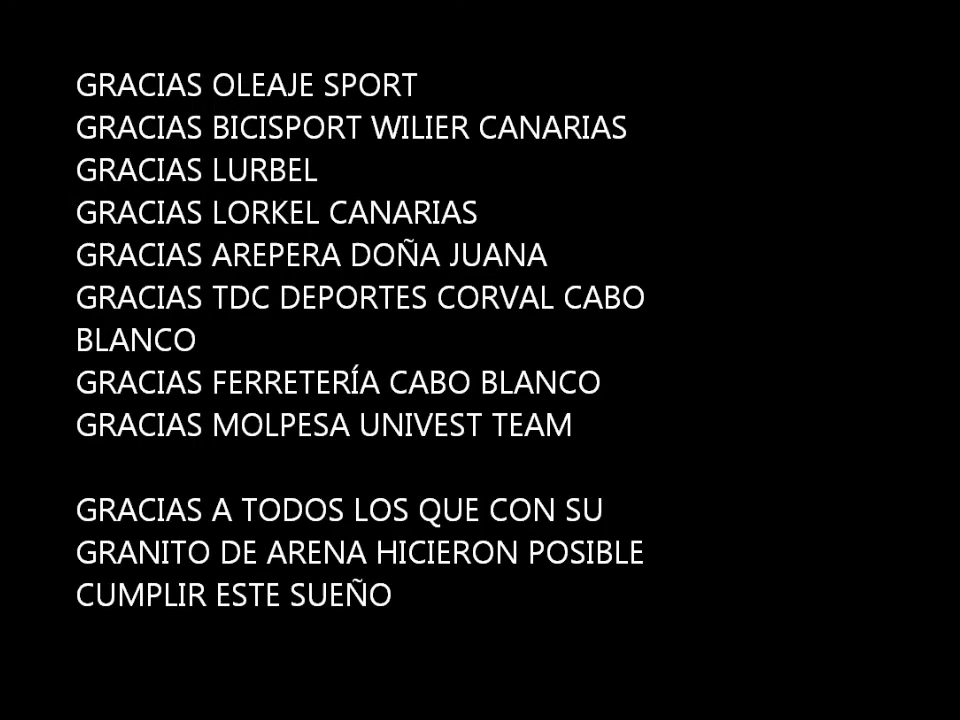 GRACIAS OLEAJE SPORT
GRACIAS BICISPORT WILIER CANARIAS
GRACIAS LURBEL
GRACIAS LORKEL CANARIAS
GRACIAS AREPERA DOÑA JUANA
GRACIAS TDC DEPORTES CORVAL CABO
BLANCO
GRACIAS FERRETERÍA CABO BLANCO
GRACIAS MOLPESA UNIVEST TEAM
GRACIAS A TODOS LOS QUE CON SU
GRANITO DE ARENA HICIERON POSIBLE
CUMPLIR ESTE SUEÑO